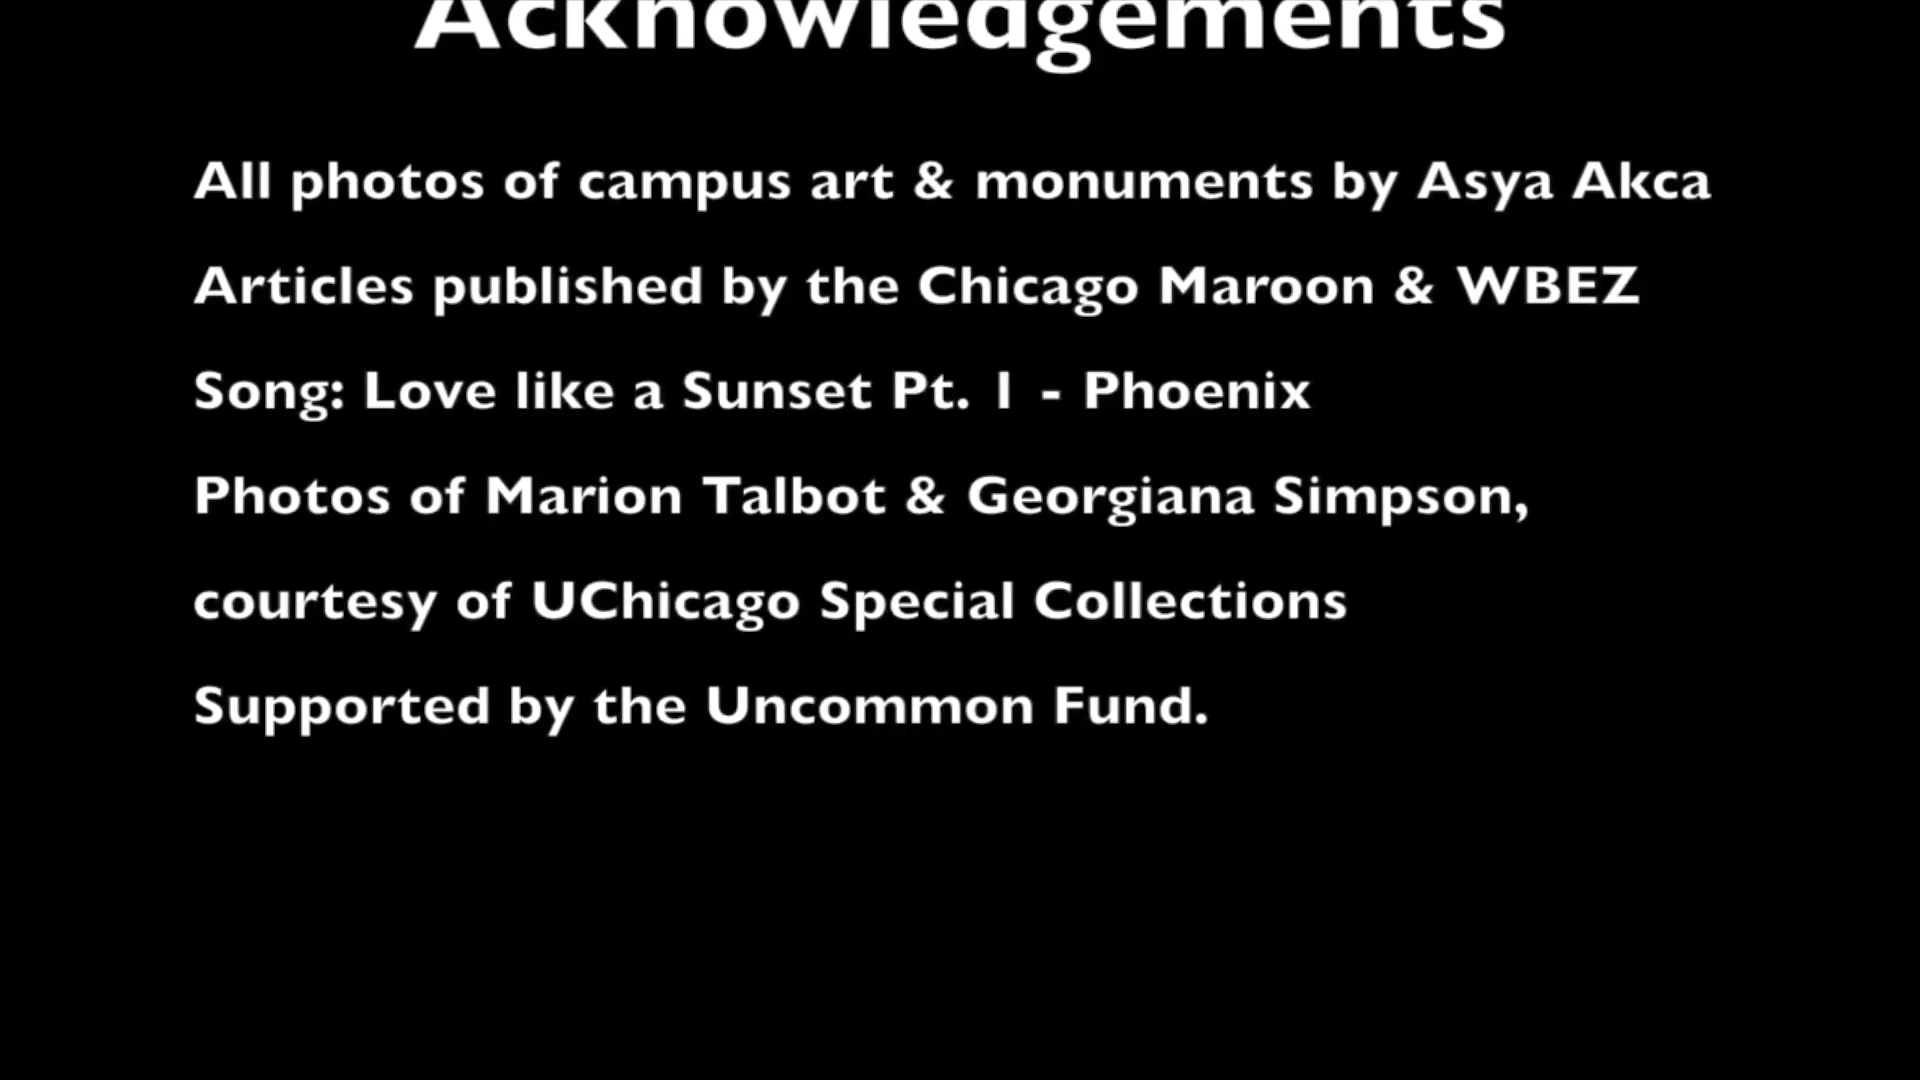 Acknowledgements
All photos of campus art & monuments by Asya Akca
Articles published by the Chicago Maroon & WBEZ
Song: Love like a Sunset Pt. 1 - Phoenix
Photos of Marion Talbot & Georgiana Simpson,
courtesy of UChicago Special Collections
Supported by the Uncommon Fund.